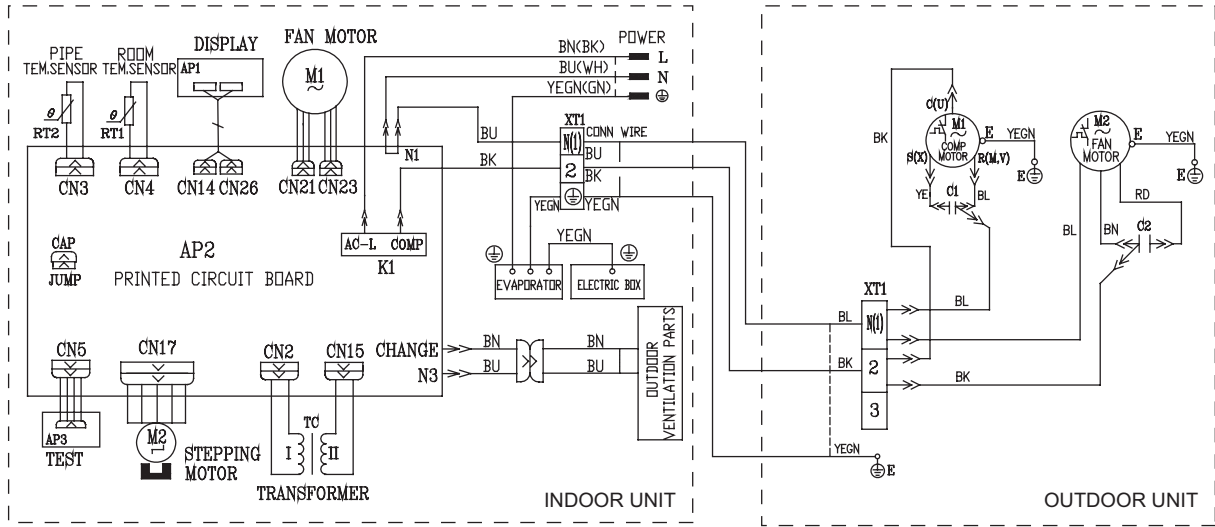 PIPE
TEM.SENSOR
ROOM
TEM.SENSOR
DISPLAY
AP1
FAN MOTOR
M1
~
BN(BK)
BU(WH)
YEGN(GN)
POWER
L
N
θ
RT2
θ
RT1
CN3
CN4
CN14
CN26
CN21
CN23
N1
BU
BK
XT1
N(1)
2
CONN WIRE
BU
BK
YEGN
YEGN
YEGN
AC-L
COMP
K1
EVAPORATOR
ELECTRIC BOX
CAP
JUMP
AP2
PRINTED CIRCUIT BOARD
CN5
CN17
CN2
CN15
CHANGE
N3
BN
BU
BN
BU
OUTDOOR
VENTILATION PARTS
AP3
TEST
M2
STEPPING
MOTOR
TC
I
II
TRANSFORMER
INDOOR UNIT
BK
C(U)
M1
~
COMP
MOTOR
S(X)
R(M,V)
E
YEGN
E
YE
C1
BL
M2
~
FAN
MOTOR
E
YEGN
E
BL
BN
RD
C2
XT1
N(1)
2
3
BL
BK
BL
BK
YEGN
E
OUTDOOR UNIT